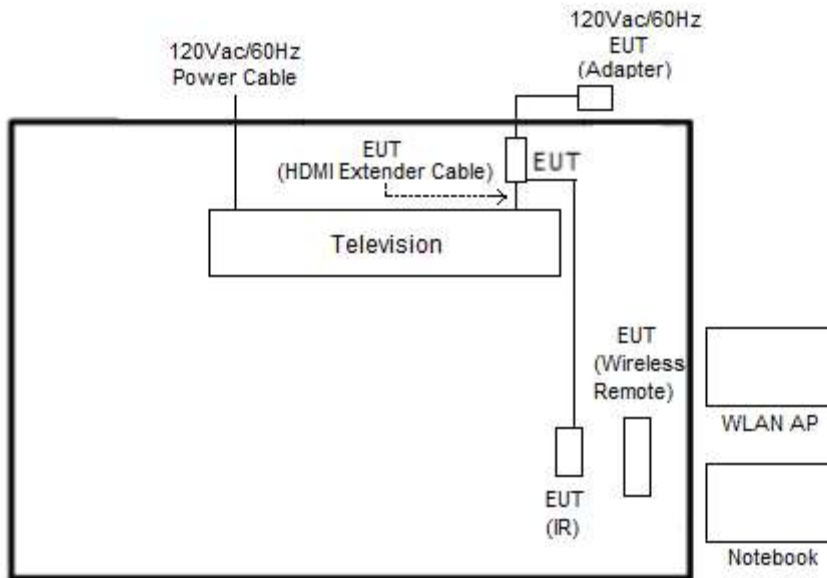 120Vac/60Hz
Power Cable
120Vac/60Hz
EUT
(Adapter)
EUT
(HDMI Extender Cable)
EUT
Television
EUT
(Wireless
Remote)
EUT
(IR)
WLAN AP
Notebook